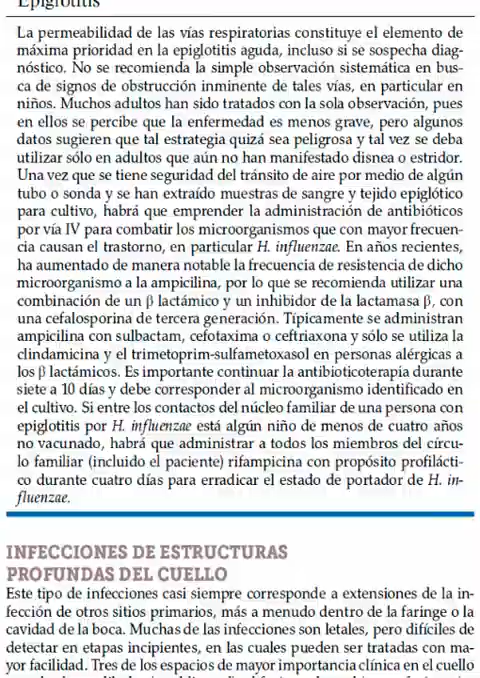 Epiglotitis
La permeabilidad de las vías respiratorias constituye el elemento de
máxima prioridad en la epiglotitis aguda, incluso si se sospecha diag-
nóstico. No se recomienda la simple observación sistemática en bus-
ca de signos de obstrucción inminente de tales vías, en particular en
niños. Muchos adultos han sido tratados con la sola observación, pues
en ellos se percibe que la enfermedad es menos grave, pero algunos
datos sugieren que tal estrategia quizá sea peligrosa y tal vez se deba
utilizar sólo en adultos que aún no han manifestado disnea o estridor.
Una vez que se tiene seguridad del tránsito de aire por medio de algún
tubo o sonda y se han extraído muestras de sangre y tejido epiglótico
para cultivo, habrá que emprender la administración de antibióticos
por vía IV para combatir los microorganismos que con mayor frecuen-
cia causan el trastorno, en particular H. influenzae. En años recientes,
ha aumentado de manera notable la frecuencia de resistencia de dicho
microorganismo a la ampicilina, por lo que se recomienda utilizar una
combinación de un β lactámico y un inhibidor de la lactamasa β, con
una cefalosporina de tercera generación. Típicamente se administran
ampicilina con sulbactam, cefotaxima o ceftriaxona y sólo se utiliza la
clindamicina y el trimetoprim-sulfametoxasol en personas alérgicas a
los β lactámicos. Es importante continuar la antibioticoterapia durante
siete a 10 días y debe corresponder al microorganismo identificado en
el cultivo. Si entre los contactos del núcleo familiar de una persona con
epiglotitis por H. influenzae está algún niño de menos de cuatro años
no vacunado, habrá que administrar a todos los miembros del círcu-
lo familiar (incluido el paciente) rifampicina con propósito profilácti-
co durante cuatro días para erradicar el estado de portador de H. in-
fluenzae.
INFECCIONES DE ESTRUCTURAS
PROFUNDAS DEL CUELLO
Este tipo de infecciones casi siempre corresponde a extensiones de la in-
fección de otros sitios primarios, más a menudo dentro de la faringe o la
cavidad de la boca. Muchas de las infecciones son letales, pero difíciles de
detectar en etapas incipientes, en las cuales pueden ser tratadas con ma-
yor facilidad. Tres de los espacios de mayor importancia clínica en el cuello